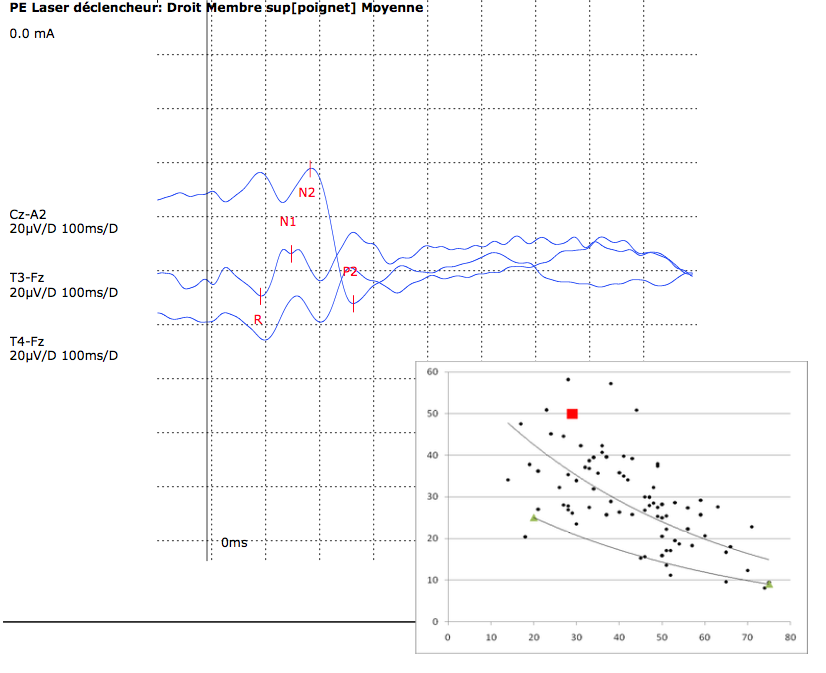 PE Laser déclencheur: Droit Membre sup[poignet] Moyenne
0.0 mA
N2
Cz-A2
20µV/D 100ms/D
N1
P2
T3-Fz
20µV/D 100ms/D
R
T4-Fz
20µV/D 100ms/D
0ms
60
50
40
30
20
10
0
0 10 20 30 40 50 60 70 80